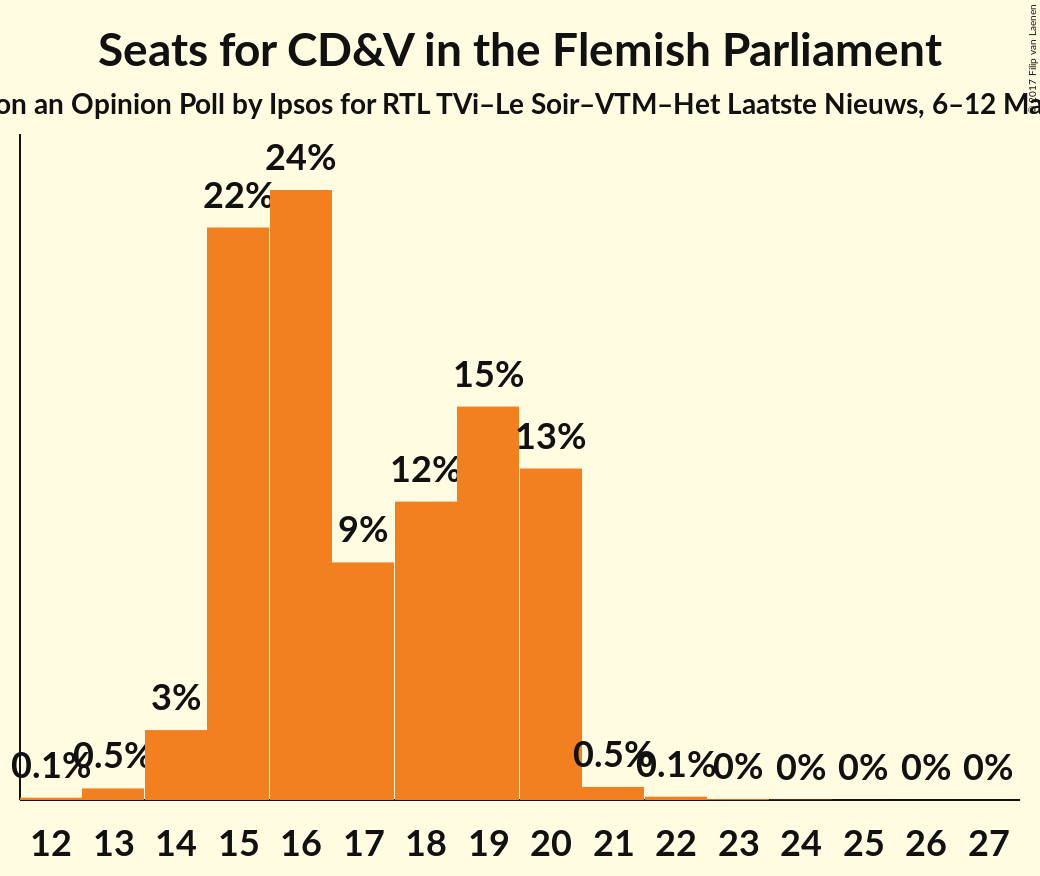 Seats for CD&V in the Flemish Parliament
on an Opinion Poll by Ipsos for RTL TVi–Le Soir–VTM–Het Laatste Nieuws, 6–12 Ma
© 2017 Filip van Laenen
24%
22%
15%
13%
12%
9%
3%
0.1% 0.5% 0.5% 0.1% 0% 0% 0% 0% 0%
12 13 14 15 16 17 18 19 20 21 22 23 24 25 26 27